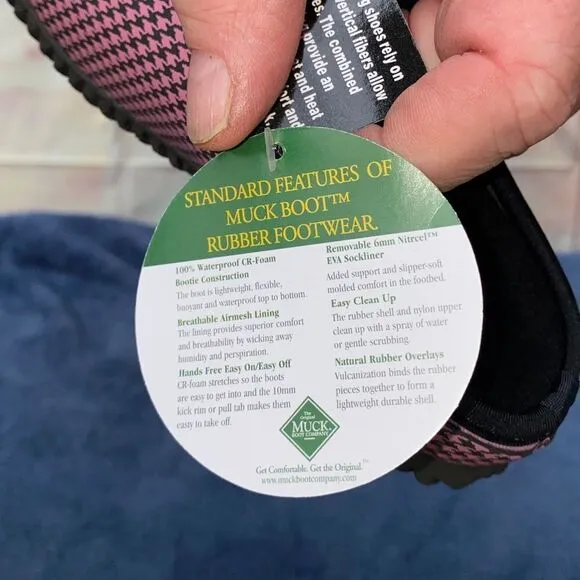 g shoes rely on
vertical fibers allow
es. The combined
provide an
t and heat
ort and
STANDARD FEATURES OF
MUCK BOOT™
RUBBER FOOTWEAR
100% Waterproof CR-Foam
Bootie Construction
The boot is lightweight, flexible,
buoyant and waterproof top to bottom.
Breathable Airmesh Lining
The lining provides superior comfort
and breathability by wicking away
humidity and perspiration.
Hands Free Easy On/Easy Off
CR-foam stretches so the boots
are easy to get into and the 10mm
kick rim or pull tab makes them
easy to take off.
Removable 6mm Nitrcel™
EVA Sockliner
Added support and slipper-soft
molded comfort in the footbed.
Easy Clean Up
The rubber shell and nylon upper
clean up with a spray of water
or gentle scrubbing.
Natural Rubber Overlays
Vulcanization binds the rubber
pieces together to form a
lightweight durable shell.
The
Original
MUCK
BOOT COMPANY
Get Comfortable. Get the Original.™
www.muckbootcompany.com